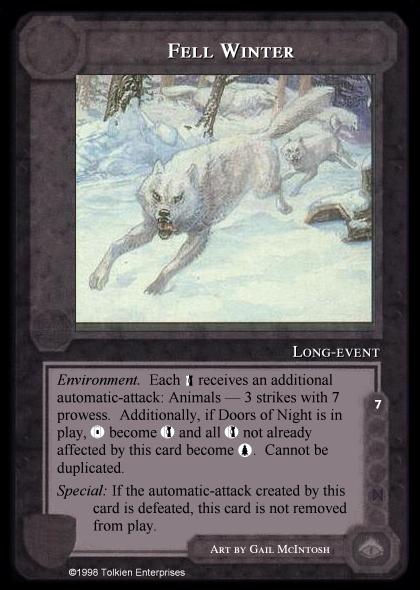 FELL WINTER
LONG-EVENT
Environment. Each receives an additional
automatic-attack: Animals — 3 strikes with 7
prowess. Additionally, if Doors of Night is in
play, become and all not already
affected by this card become . Cannot be
duplicated.
7
Special: If the automatic-attack created by this
card is defeated, this card is not removed
from play.
ART BY GAIL MCINTOSH
©1998 Tolkien Enterprises